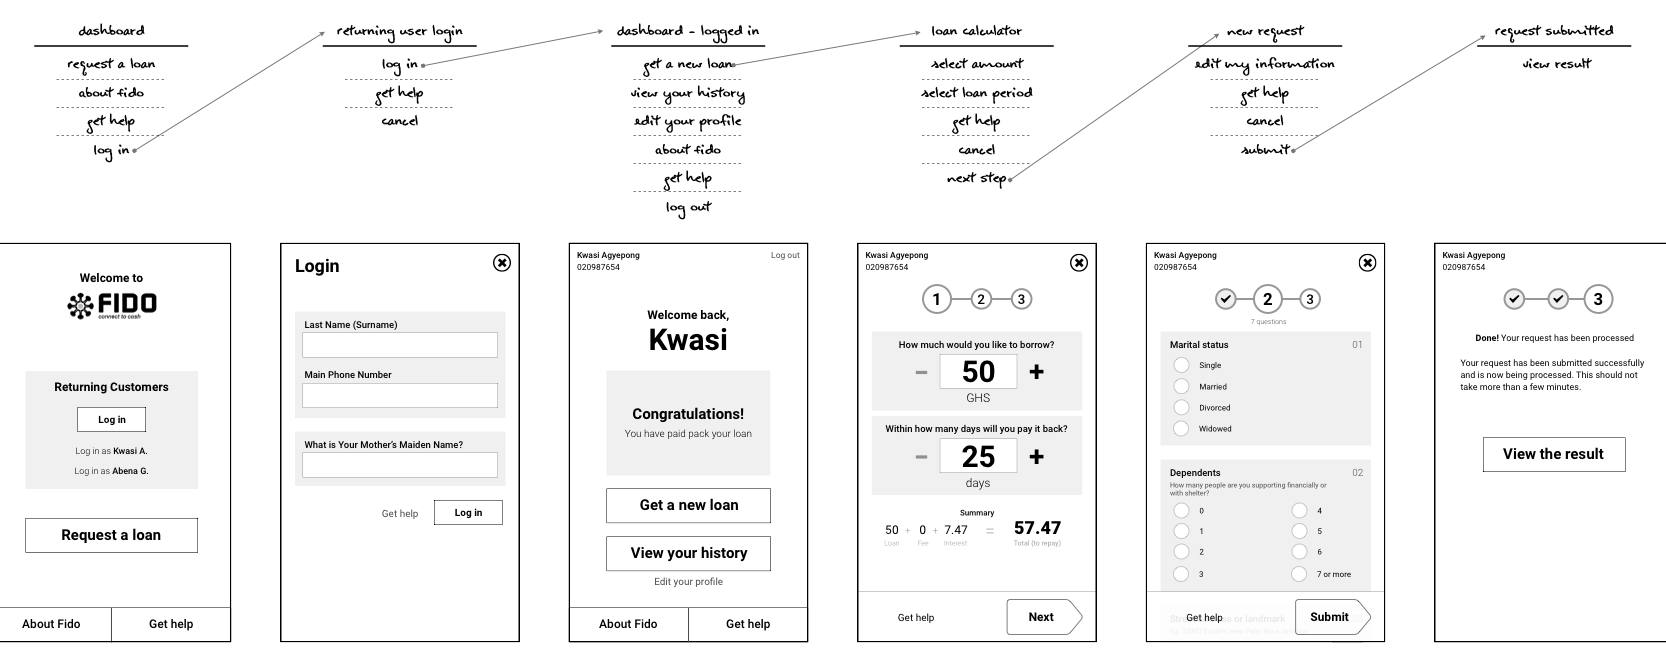 dashboard
request a loan
about fido
get help
log in
returning user login
log in
get help
cancel
dashboard - logged in
get a new loan
view your history
edit your profile
about fido
get help
log out
loan calculator
select amount
select loan period
get help
cancel
next step
new request
edit my information
get help
cancel
submit
request submitted
view result
Welcome to
FIDO
connect to cash
Returning Customers
Log in
Log in as Kwasi A.
Log in as Abena G.
Request a loan
About Fido
Get help
Login
Last Name (Surname)
Main Phone Number
What is Your Mother's Maiden Name?
Get help
Log in
Kwasi Agyepong
020987654
Log out
Welcome back,
Kwasi
Congratulations!
You have paid pack your loan
Get a new loan
View your history
Edit your profile
About Fido
Get help
Kwasi Agyepong
020987654
1
2
3
How much would you like to borrow?
− 50 +
GHS
Within how many days will you pay it back?
− 25 +
days
Summary
50 + 0 + 7.47 = 57.47
Loan Fee Interest Total (to repay)
Get help
Next
Kwasi Agyepong
020987654
2
3
7 questions
Marital status 01
Single
Married
Divorced
Widowed
Dependents 02
How many people are you supporting financially or
with shelter?
0
1
2
3
4
5
6
7 or more
or landmark
Get help
Submit
Kwasi Agyepong
020987654
3
Done! Your request has been processed
Your request has been submitted successfully
and is now being processed. This should not
take more than a few minutes.
View the result